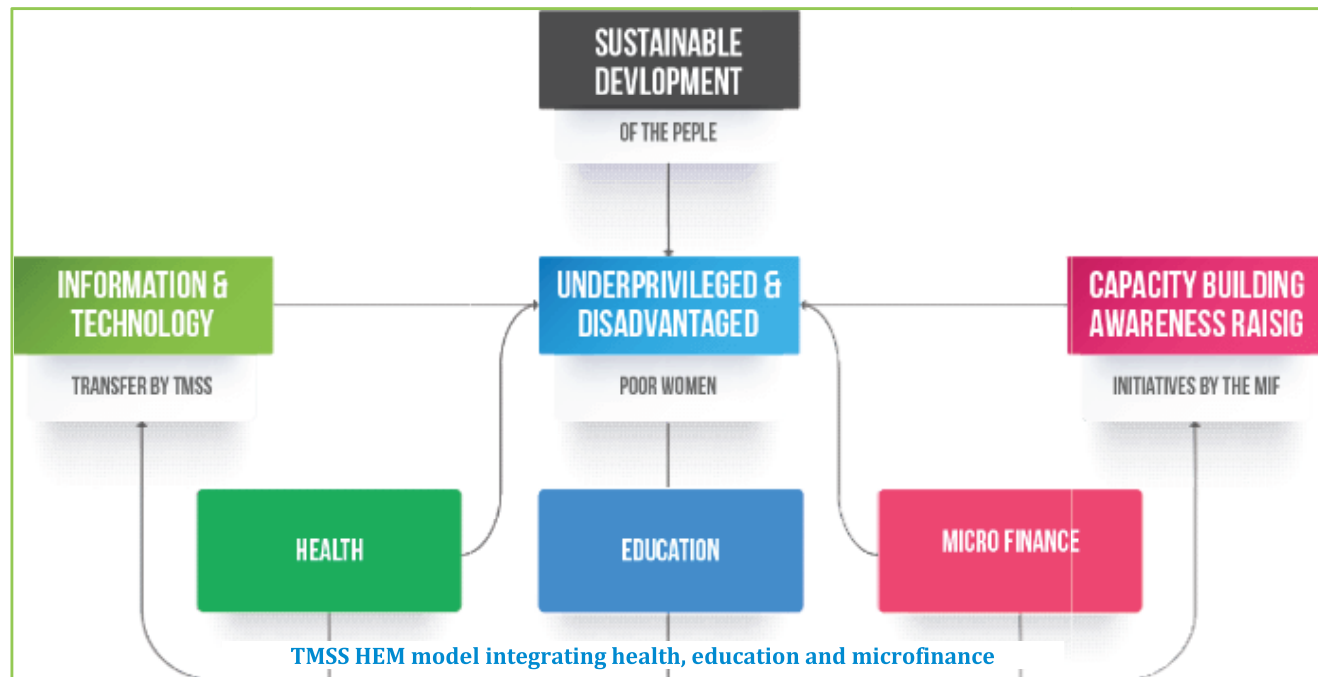 SUSTAINABLE
DEVLOPMENT
OF THE PEPLE
INFORMATION &
TECHNOLOGY
TRANSFER BY TMSS
UNDERPRIVILEGED &
DISADVANTAGED
POOR WOMEN
CAPACITY BUILDING
AWARENESS RAISIG
INITIATIVES BY THE MIF
HEALTH
EDUCATION
MICRO FINANCE
TMSS HEM model integrating health, education and microfinance